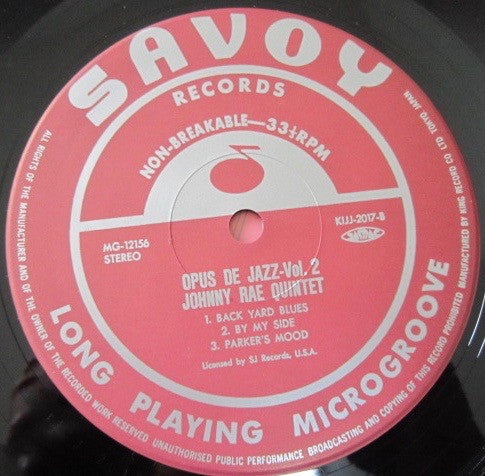 SAVOY
RECORDS
NON-BREAKABLE—33⅓RPM
MG-12156
STEREO
KIJJ-2017-B
SAVOY
OPUS DE JAZZ-Vol. 2
JOHNNY RAE QUINTET
1. BACK YARD BLUES
2. BY MY SIDE
3. PARKER'S MOOD
Licensed by SJ Records, U.S.A.
LONG PLAYING MICROGROOVE
ALL RIGHTS OF THE MANUFACTURER AND OF THE OWNER OF THE RECORDED WORK RESERVED UNAUTHORISED PUBLIC PERFORMANCE BROADCASTING AND COPYING OF THIS RECORD PROHIBITED MANUFACTURED BY KING RECORD CO LTD TOKYO JAPAN